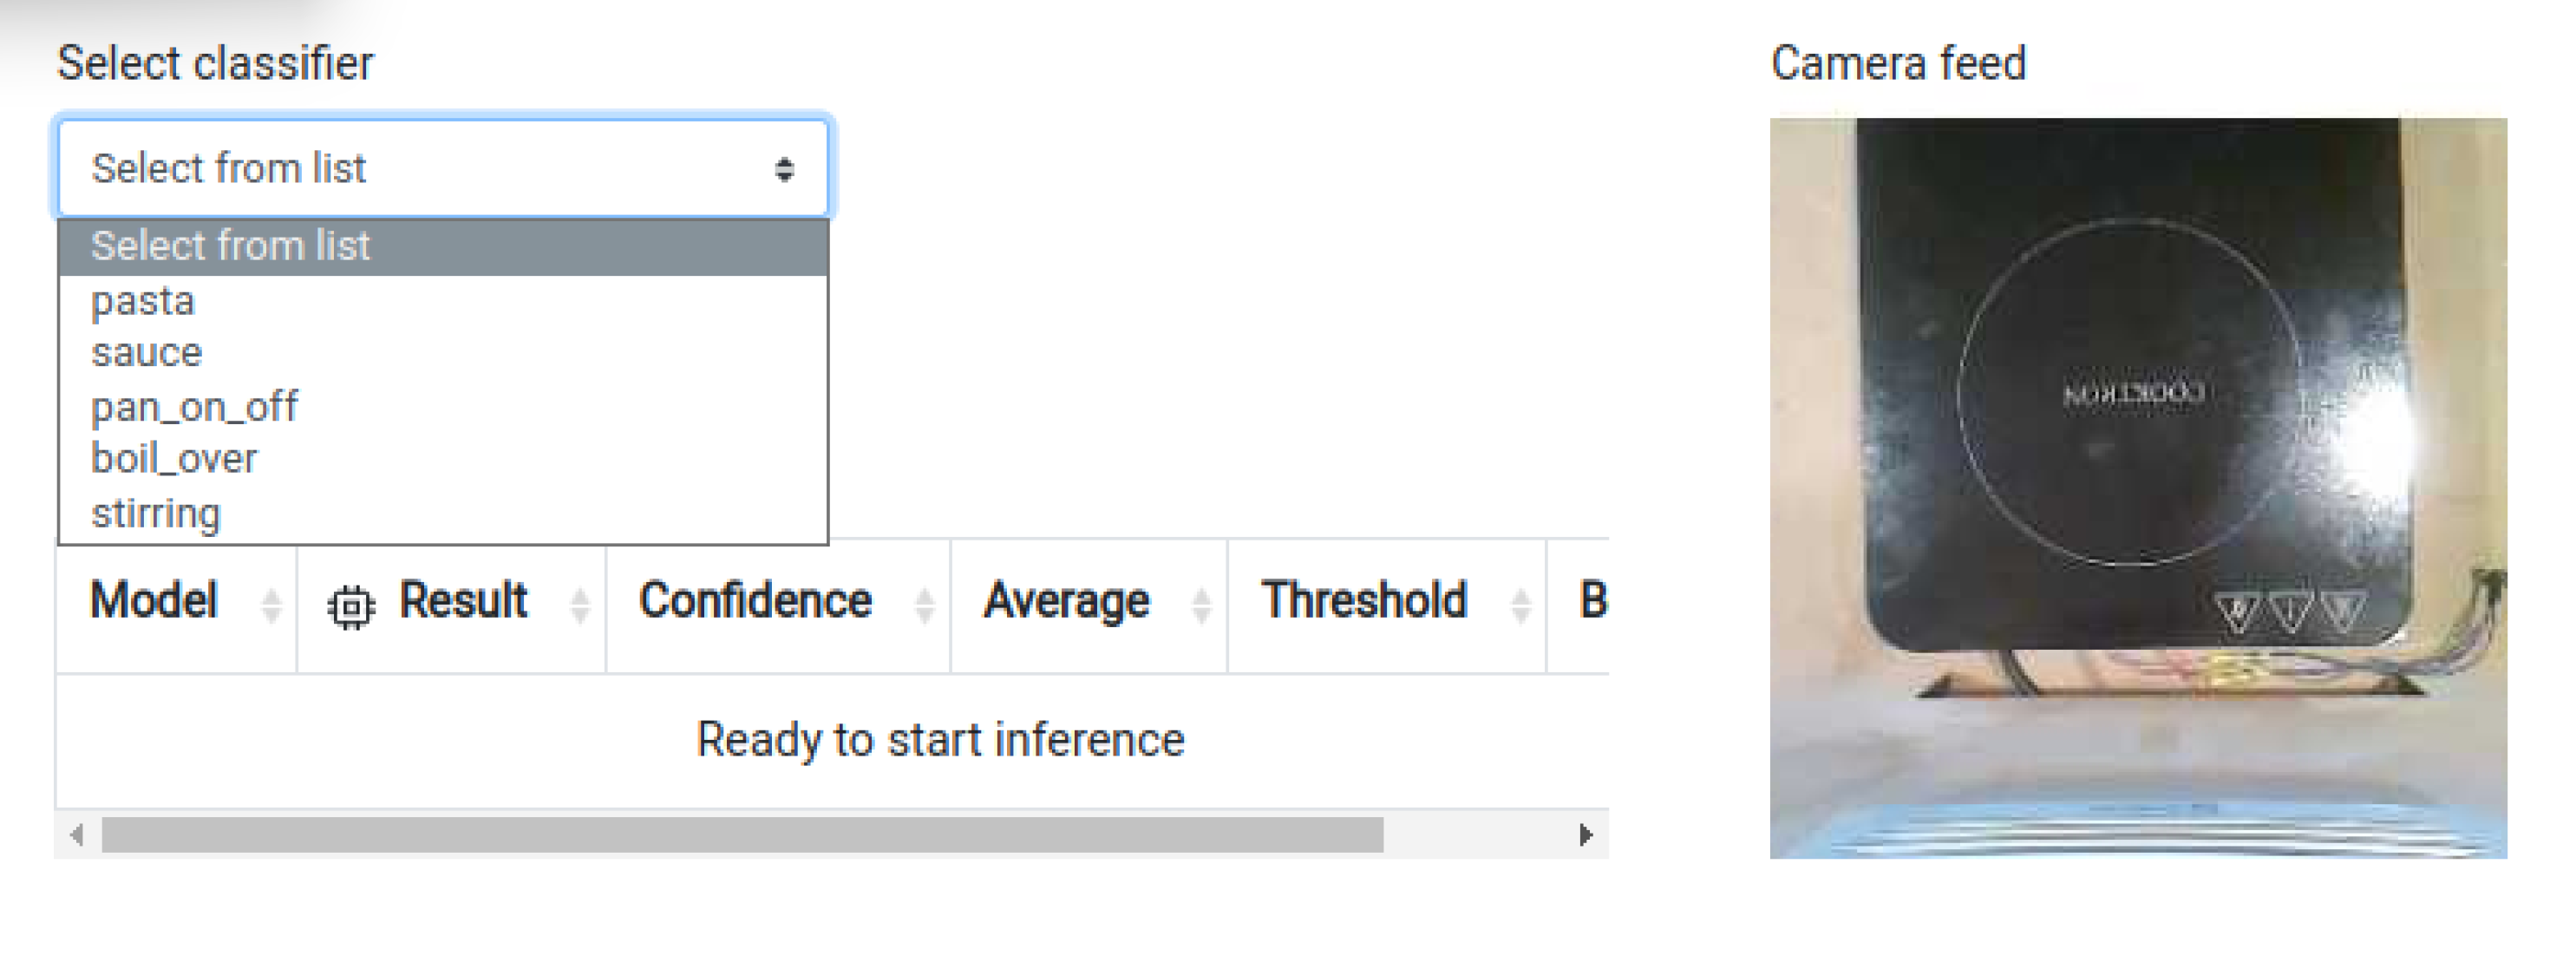 Select classifier
Select from list
Select from list
pasta
sauce
pan_on_off
boil_over
stirring
Model Result Confidence Average Threshold B
Ready to start inference
Camera feed
COOKTRON